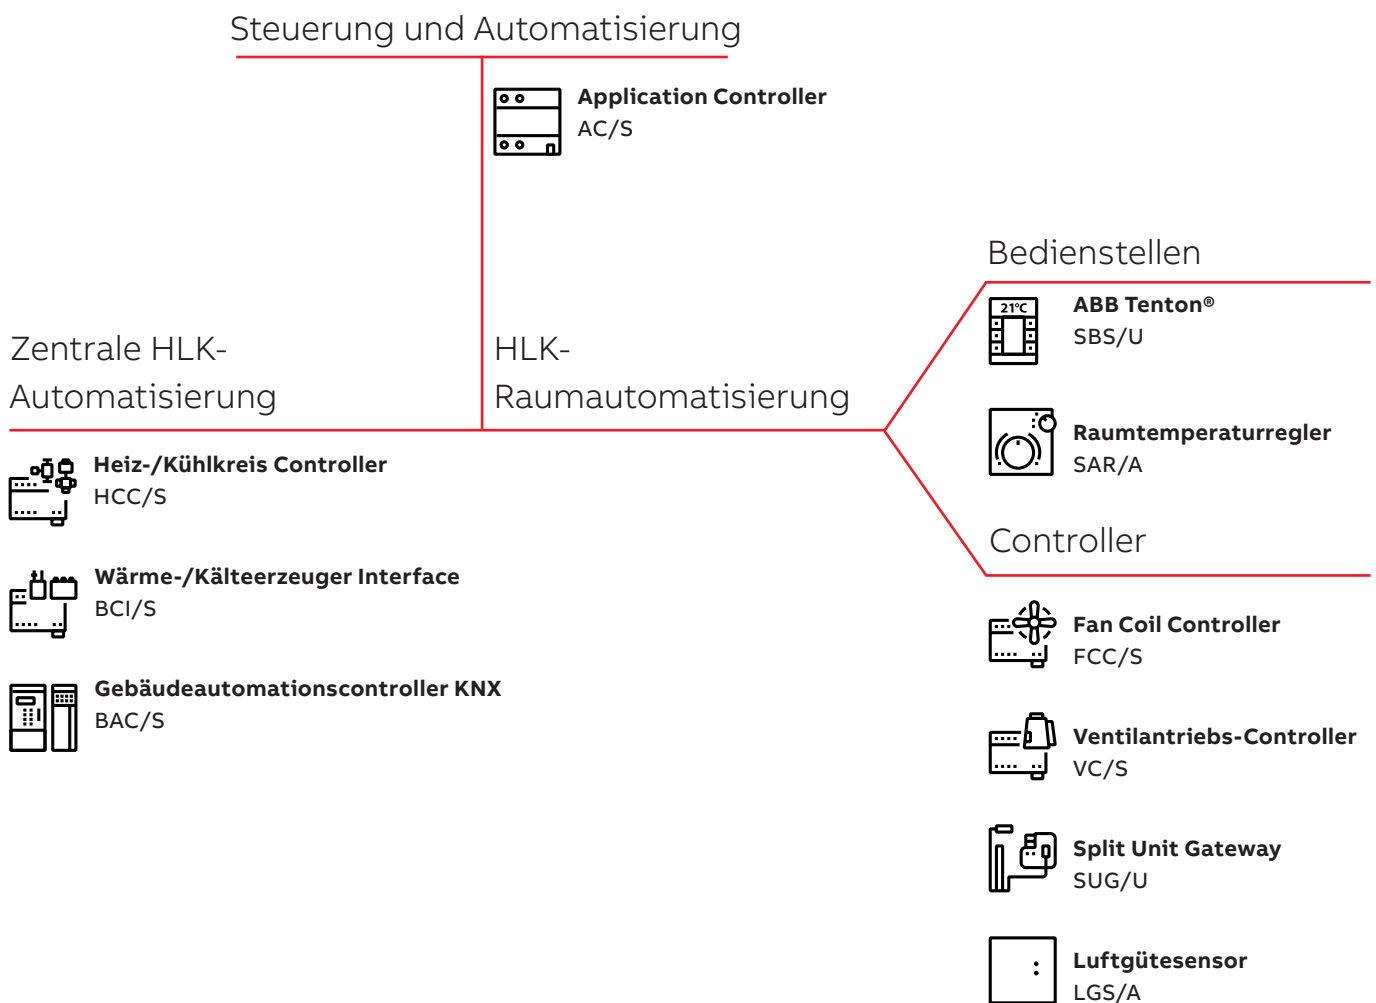 Steuerung und Automatisierung
Application Controller
AC/S
Zentrale HLK-
Automatisierung
Heiz-/Kühlkreis Controller
HCC/S
Wärme-/Kälteerzeuger Interface
BCI/S
Gebäudeautomationscontroller KNX
BAC/S
HLK-
Raumautomatisierung
Bedienstellen
21°C
ABB Tenton®
SBS/U
Raumtemperaturregler
SAR/A
Controller
Fan Coil Controller
FCC/S
Ventilantriebs-Controller
VC/S
Split Unit Gateway
SUG/U
Luftgütesensor
LGS/A